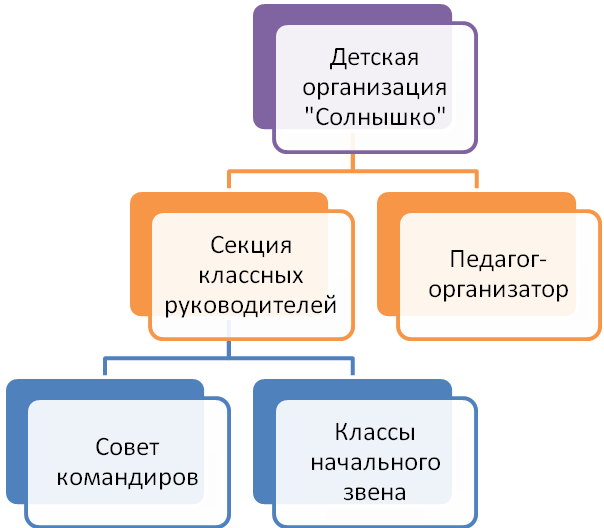 Детская
организация
"Солнышко"
Секция
классных
руководителей
Педагог-
организатор
Совет
командиров
Классы
начального
звена